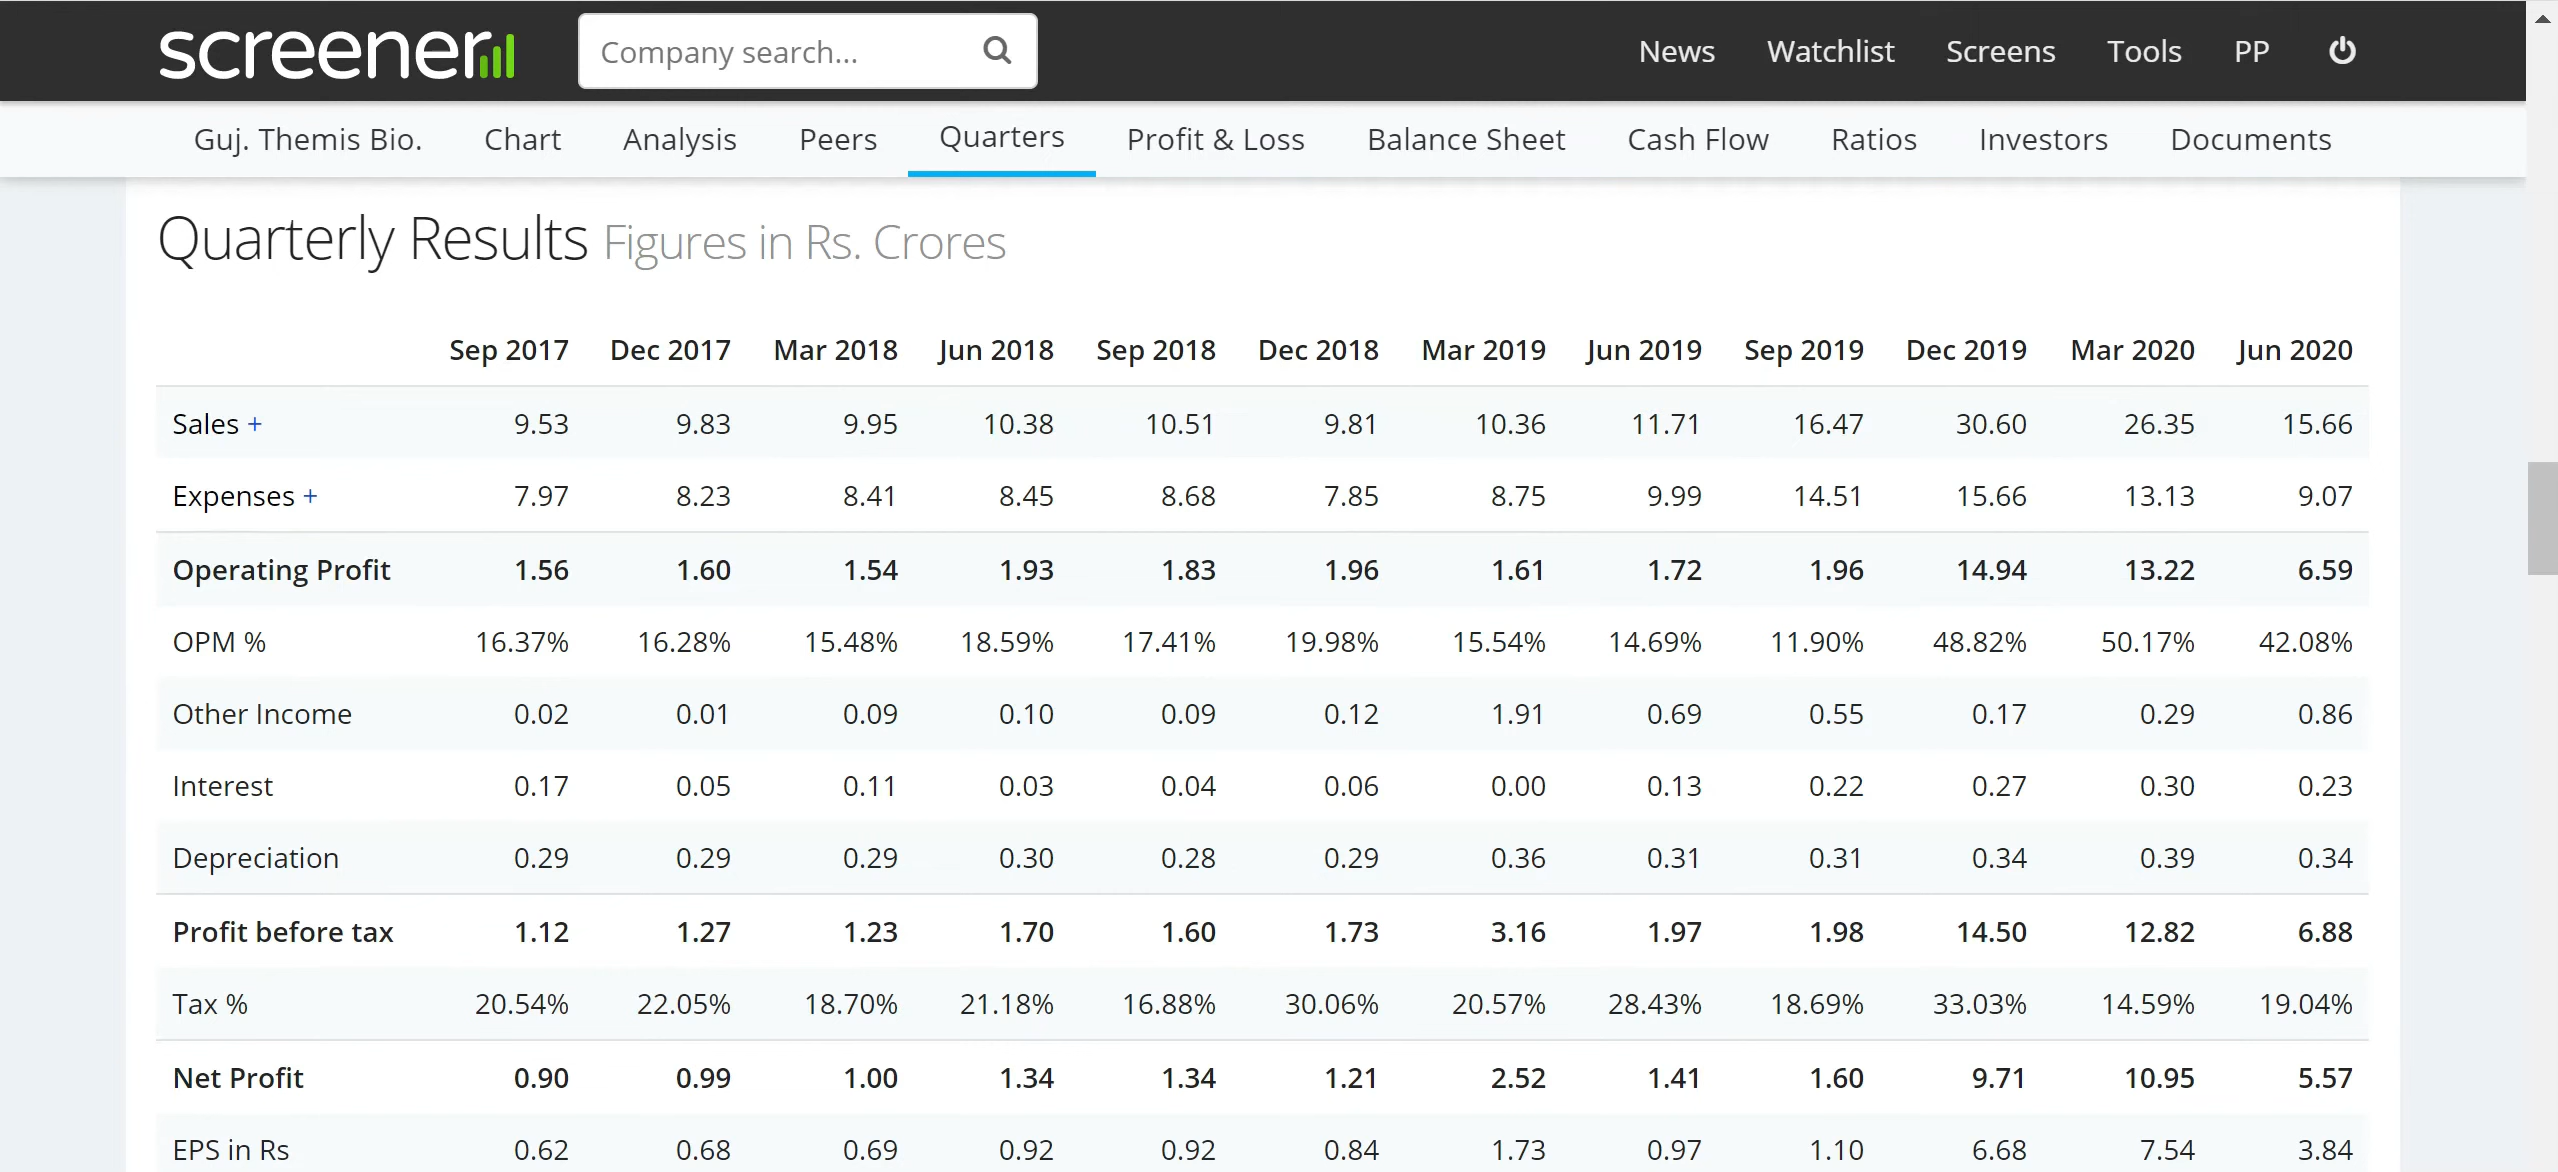 screener Company search... News Watchlist Screens Tools PP
Guj. Themis Bio. Chart Analysis Peers Quarters Profit & Loss Balance Sheet Cash Flow Ratios Investors Documents
Quarterly Results Figures in Rs. Crores
Sep 2017 Dec 2017 Mar 2018 Jun 2018 Sep 2018 Dec 2018 Mar 2019 Jun 2019 Sep 2019 Dec 2019 Mar 2020 Jun 2020
Sales + 9.53 9.83 9.95 10.38 10.51 9.81 10.36 11.71 16.47 30.60 26.35 15.66
Expenses + 7.97 8.23 8.41 8.45 8.68 7.85 8.75 9.99 14.51 15.66 13.13 9.07
Operating Profit 1.56 1.60 1.54 1.93 1.83 1.96 1.61 1.72 1.96 14.94 13.22 6.59
OPM % 16.37% 16.28% 15.48% 18.59% 17.41% 19.98% 15.54% 14.69% 11.90% 48.82% 50.17% 42.08%
Other Income 0.02 0.01 0.09 0.10 0.09 0.12 1.91 0.69 0.55 0.17 0.29 0.86
Interest 0.17 0.05 0.11 0.03 0.04 0.06 0.00 0.13 0.22 0.27 0.30 0.23
Depreciation 0.29 0.29 0.29 0.30 0.28 0.29 0.36 0.31 0.31 0.34 0.39 0.34
Profit before tax 1.12 1.27 1.23 1.70 1.60 1.73 3.16 1.97 1.98 14.50 12.82 6.88
Tax % 20.54% 22.05% 18.70% 21.18% 16.88% 30.06% 20.57% 28.43% 18.69% 33.03% 14.59% 19.04%
Net Profit 0.90 0.99 1.00 1.34 1.34 1.21 2.52 1.41 1.60 9.71 10.95 5.57
EPS in Rs 0.62 0.68 0.69 0.92 0.92 0.84 1.73 0.97 1.10 6.68 7.54 3.84